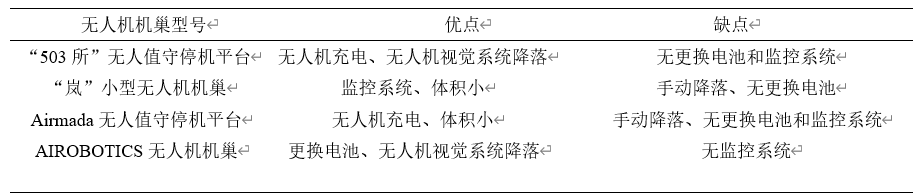 无人机机巢型号 优点 缺点
“503 所”无人值守停机平台 无人机充电、无人机视觉系统降落 无更换电池和监控系统
“岚”小型无人机机巢 监控系统、体积小 手动降落、无更换电池
Airmada 无人值守停机平台 无人机充电、体积小 手动降落、无更换电池和监控系统
AIROBOTICS 无人机机巢 更换电池、无人机视觉系统降落 无监控系统